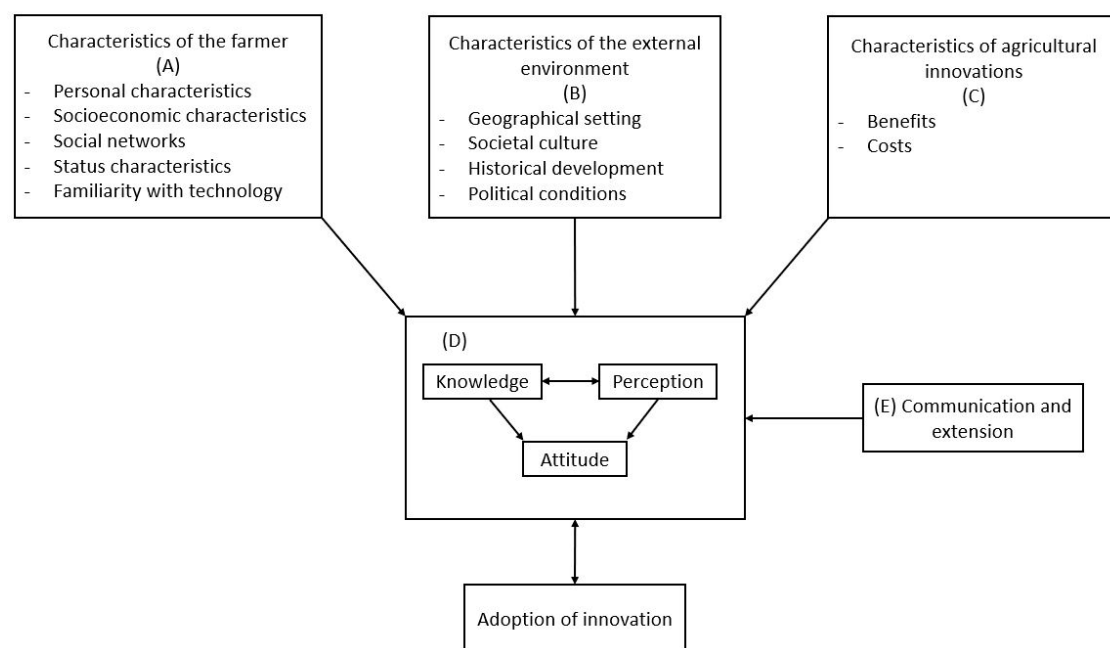 Characteristics of the farmer
(A)
- Personal characteristics
- Socioeconomic characteristics
- Social networks
- Status characteristics
- Familiarity with technology
Characteristics of the external
environment
(B)
- Geographical setting
- Societal culture
- Historical development
- Political conditions
Characteristics of agricultural
innovations
(C)
- Benefits
- Costs
(D)
Knowledge
Perception
Attitude
(E) Communication and
extension
Adoption of innovation